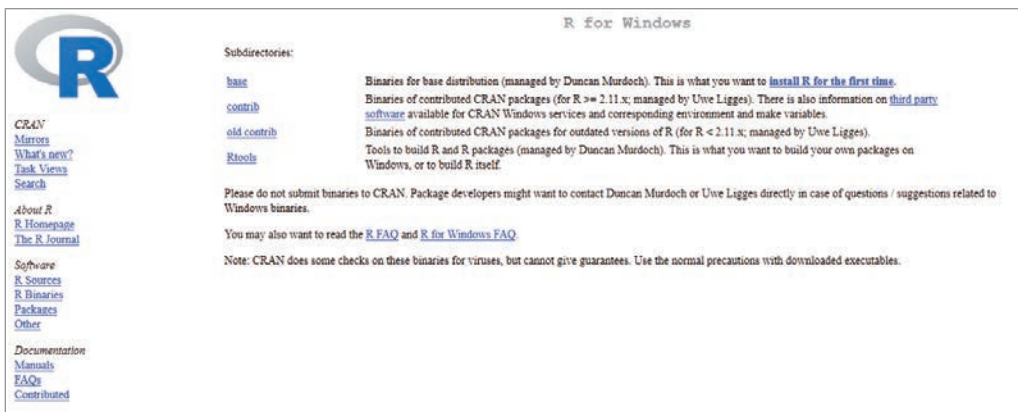 R
CRAN
Mirrors
What's new?
Task Views
Search
About R
R Homepage
The R Journal
Software
R Sources
R Binaries
Packages
Other
Documentation
Manuals
FAQs
Contributed
R for Windows
Subdirectories:
base Binaries for base distribution (managed by Duncan Murdoch). This is what you want to install R for the first time.
contrib Binaries of contributed CRAN packages (for R >= 2.11.x; managed by Uwe Ligges). There is also information on third party
software available for CRAN Windows services and corresponding environment and make variables.
old contrib Binaries of contributed CRAN packages for outdated versions of R (for R < 2.11.x; managed by Uwe Ligges).
Rtools Tools to build R and R packages (managed by Duncan Murdoch). This is what you want to build your own packages on
Windows, or to build R itself.
Please do not submit binaries to CRAN. Package developers might want to contact Duncan Murdoch or Uwe Ligges directly in case of questions / suggestions related to
Windows binaries.
You may also want to read the R FAQ and R for Windows FAQ.
Note: CRAN does some checks on these binaries for viruses, but cannot give guarantees. Use the normal precautions with downloaded executables.